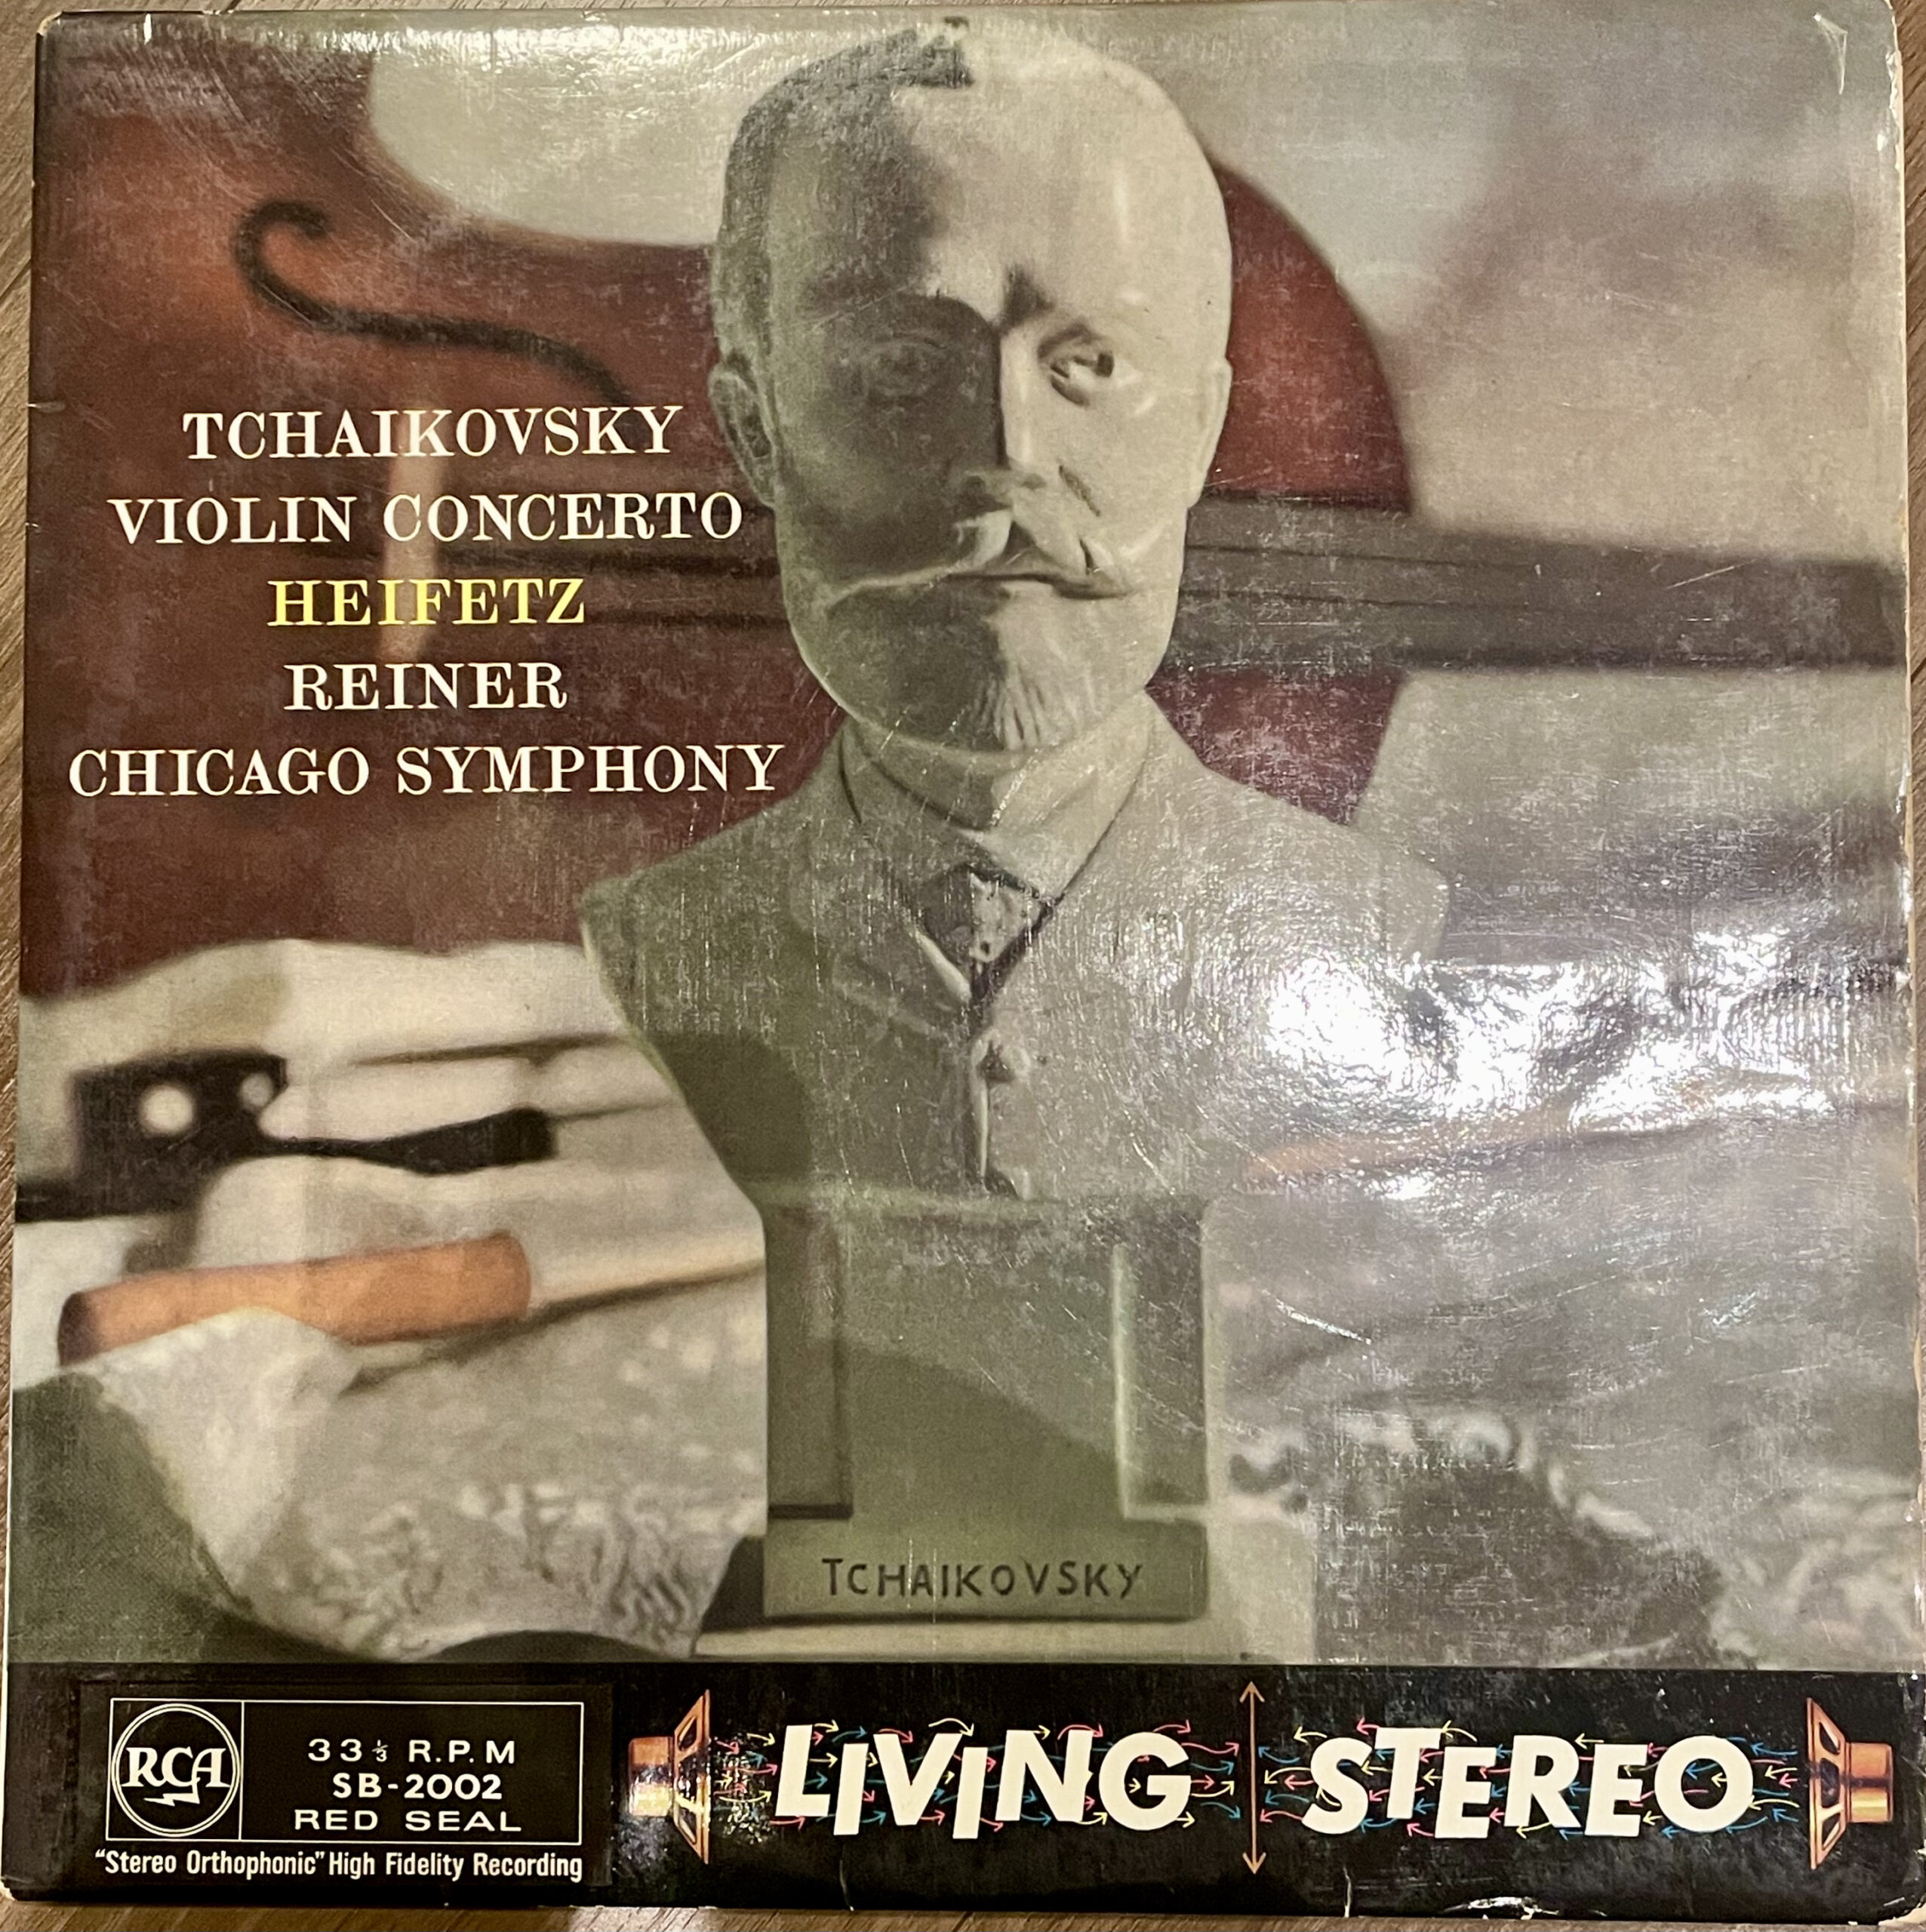 TCHAIKOVSKY
VIOLIN CONCERTO
HEIFETZ
REINER
CHICAGO SYMPHONY
TCHAIKOVSKY
RCA
33⅓ R.P.M
SB-2002
RED SEAL
"Stereo Orthophonic" High Fidelity Recording
LIVING STEREO